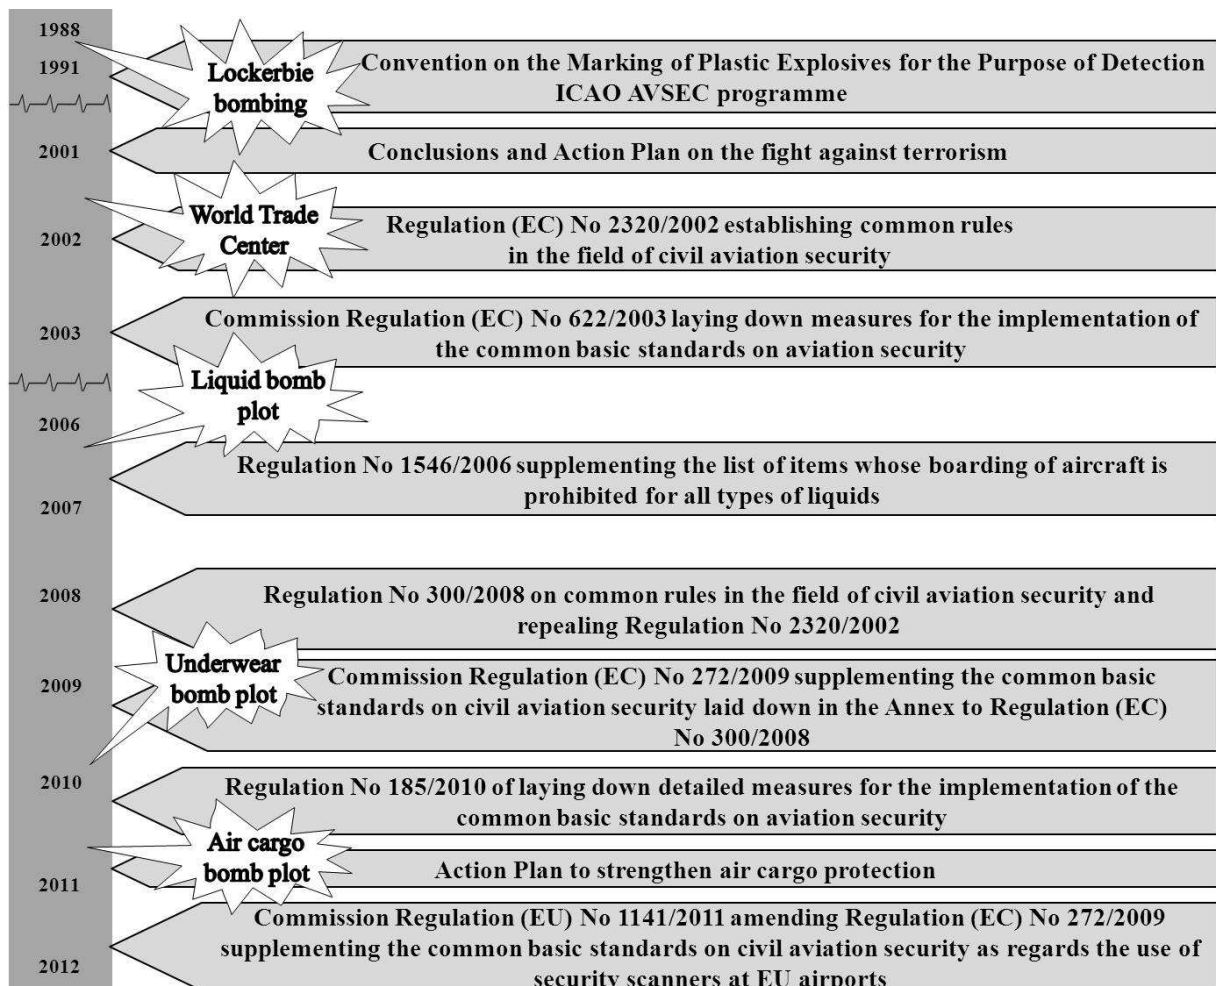 1988
1991
Lockerbie
bombing
Convention on the Marking of Plastic Explosives for the Purpose of Detection
ICAO AVSEC programme
2001
Conclusions and Action Plan on the fight against terrorism
World Trade
Center
2002
Regulation (EC) No 2320/2002 establishing common rules
in the field of civil aviation security
2003
Commission Regulation (EC) No 622/2003 laying down measures for the implementation of
the common basic standards on aviation security
Liquid bomb
plot
2006
Regulation No 1546/2006 supplementing the list of items whose boarding of aircraft is
prohibited for all types of liquids
2007
2008
Regulation No 300/2008 on common rules in the field of civil aviation security and
repealing Regulation No 2320/2002
Underwear
bomb plot
2009
Commission Regulation (EC) No 272/2009 supplementing the common basic
standards on civil aviation security laid down in the Annex to Regulation (EC)
No 300/2008
2010
Regulation No 185/2010 of laying down detailed measures for the implementation of the
common basic standards on aviation security
Air cargo
bomb plot
2011
Action Plan to strengthen air cargo protection
Commission Regulation (EU) No 1141/2011 amending Regulation (EC) No 272/2009
supplementing the common basic standards on civil aviation security as regards the use of
security scanners at EU airports
2012